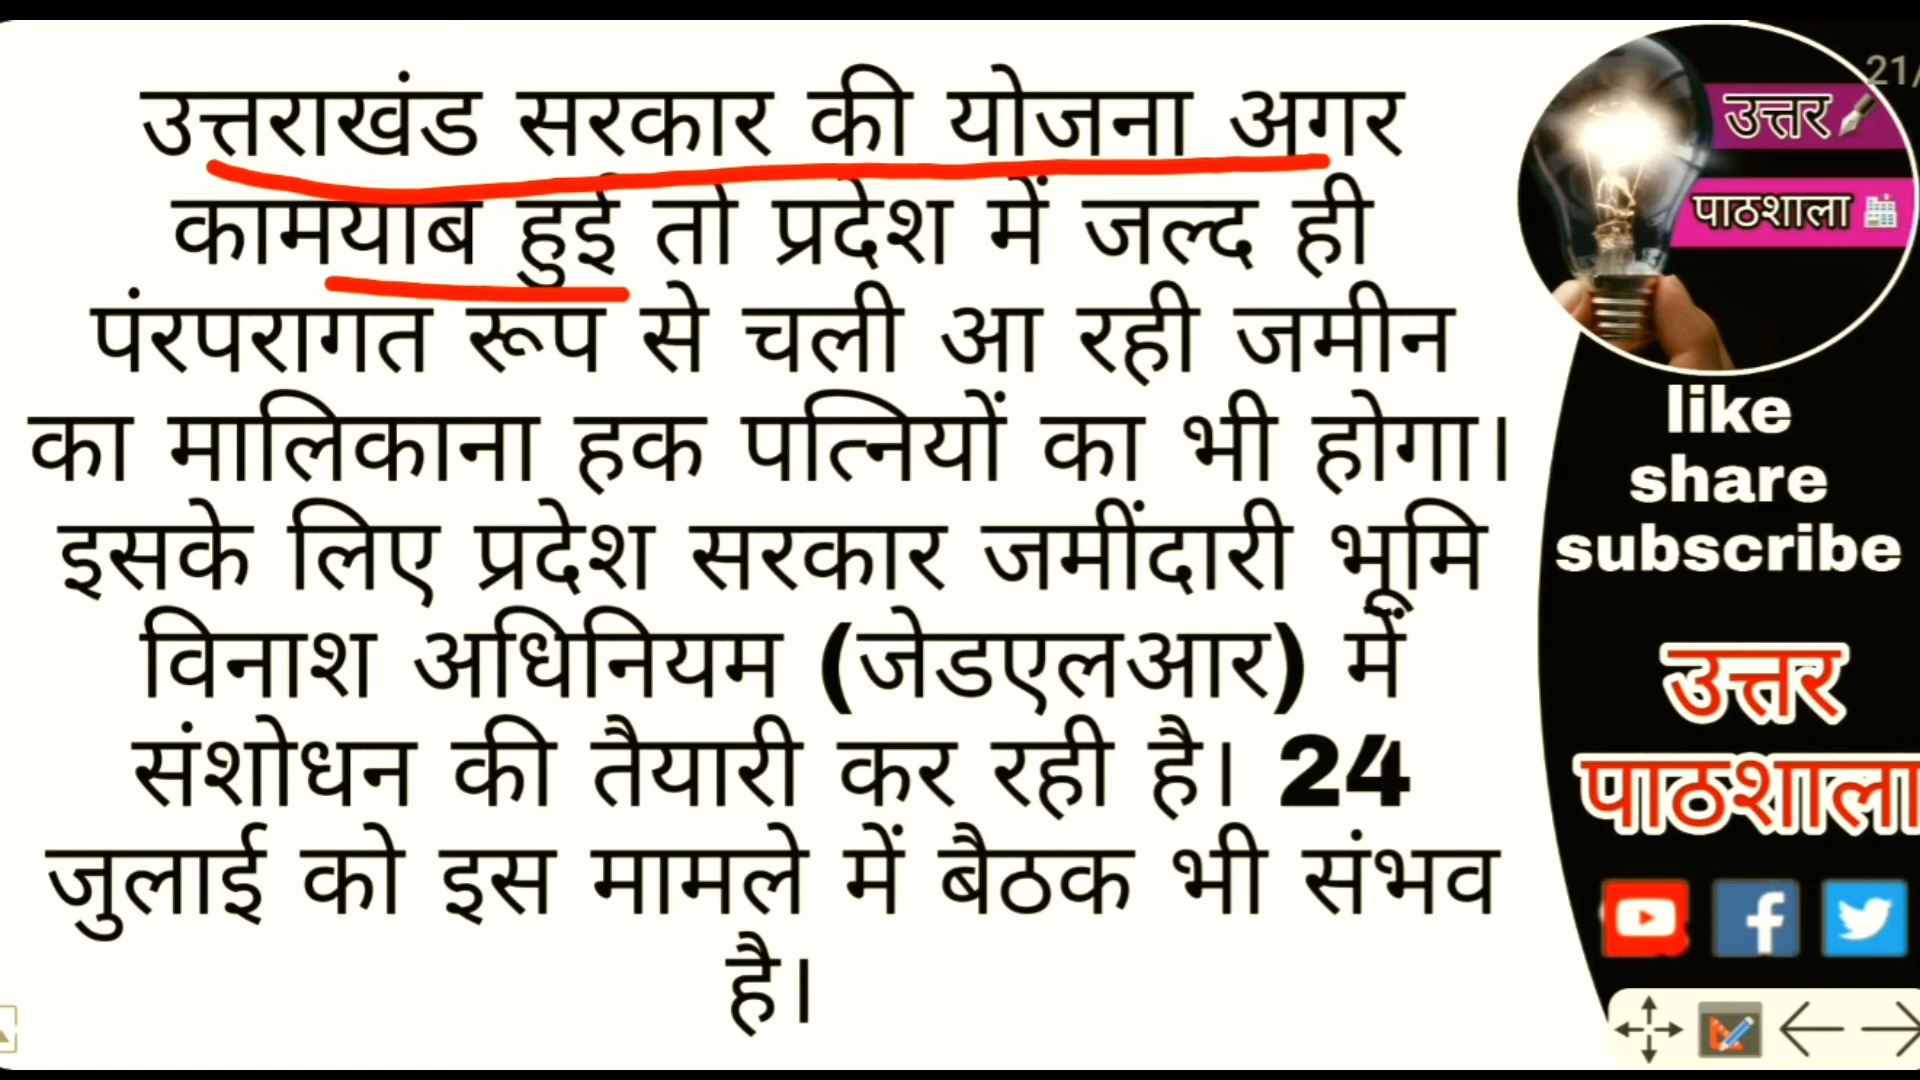 उत्तराखंड सरकार की योजना अगर
कामयाब हुई तो प्रदेश में जल्द ही
पंरपरागत रूप से चली आ रही जमीन
का मालिकाना हक पत्नियों का भी होगा।
इसके लिए प्रदेश सरकार जमींदारी भूमि
विनाश अधिनियम (जेडएलआर) में
संशोधन की तैयारी कर रही है। 24
जुलाई को इस मामले में बैठक भी संभव
है।
21/
उत्तर
पाठशाला
like
share
subscribe
उत्तर
पाठशाला